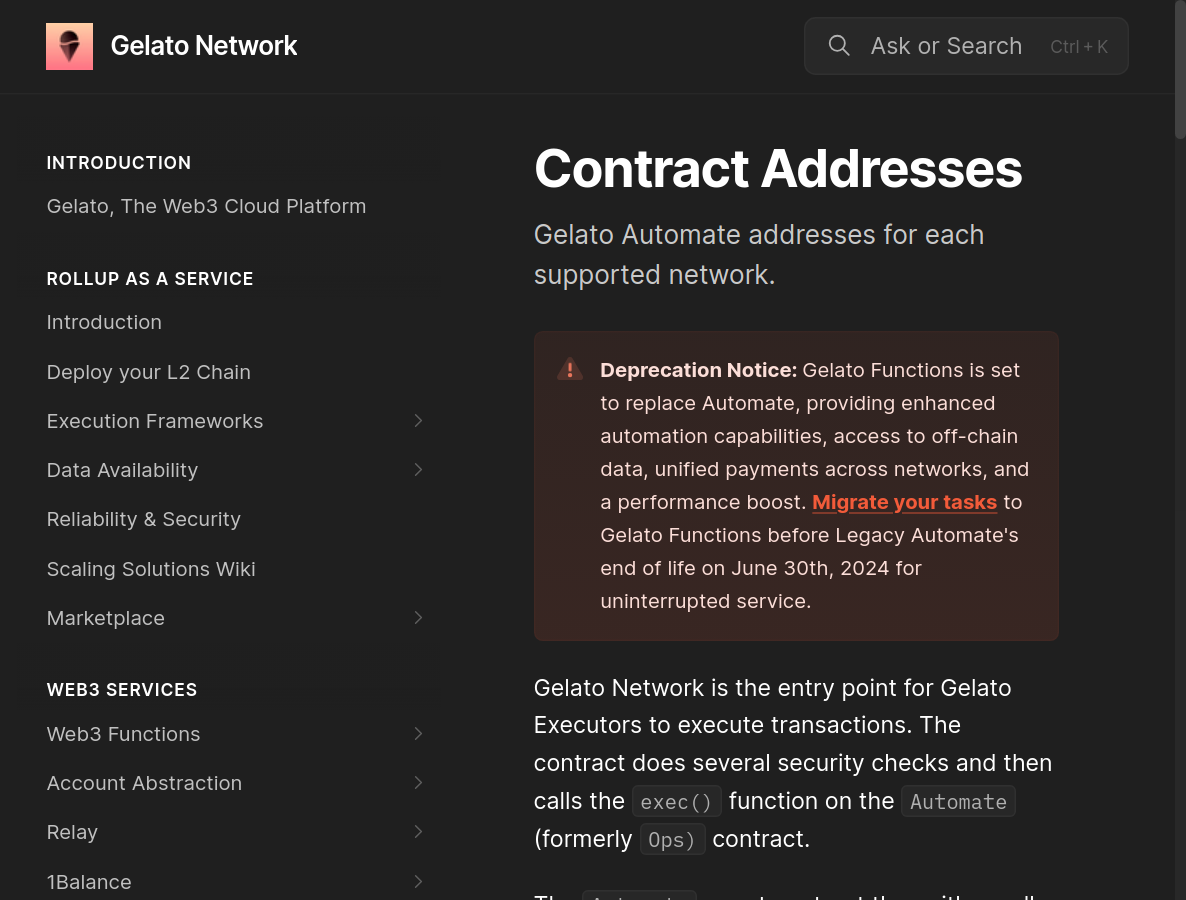 Gelato Network
Ask or Search Ctrl + K
INTRODUCTION
Gelato, The Web3 Cloud Platform
ROLLUP AS A SERVICE
Introduction
Deploy your L2 Chain
Execution Frameworks
Data Availability
Reliability & Security
Scaling Solutions Wiki
Marketplace
WEB3 SERVICES
Web3 Functions
Account Abstraction
Relay
1Balance
Contract Addresses
Gelato Automate addresses for each
supported network.
Deprecation Notice: Gelato Functions is set
to replace Automate, providing enhanced
automation capabilities, access to off-chain
data, unified payments across networks, and
a performance boost. Migrate your tasks to
Gelato Functions before Legacy Automate's
end of life on June 30th, 2024 for
uninterrupted service.
Gelato Network is the entry point for Gelato
Executors to execute transactions. The
contract does several security checks and then
calls the exec() function on the Automate
(formerly Ops) contract.